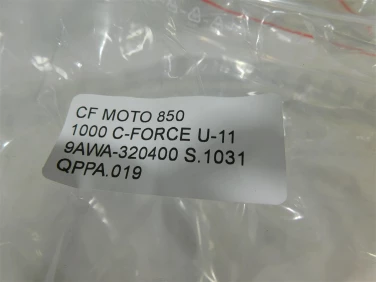 CF MOTO 850
1000 C-FORCE U-11
9AWA-320400 S.1031
QPPA.019